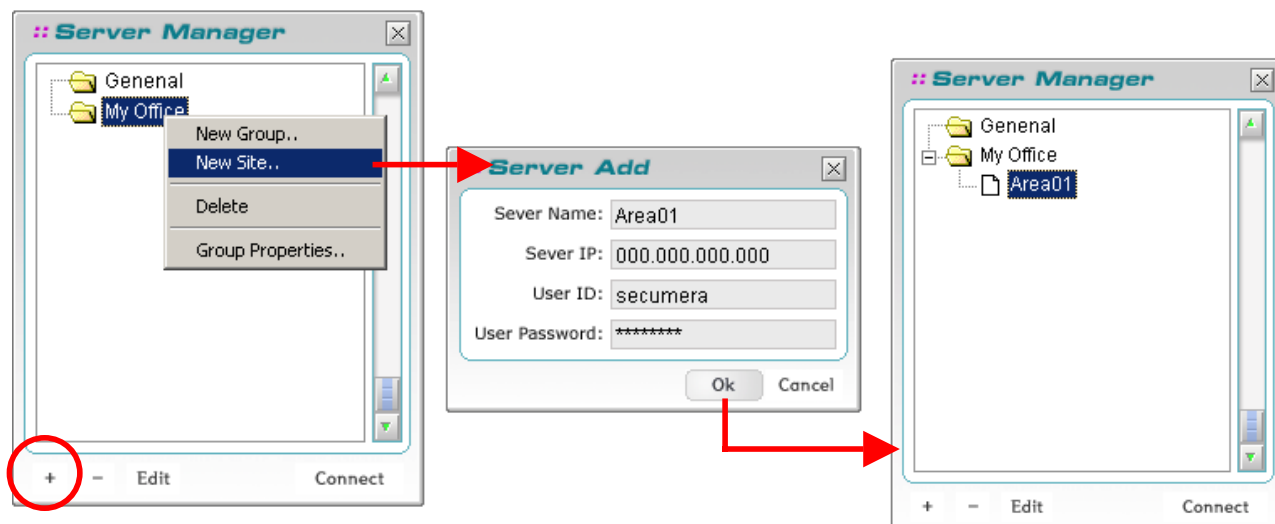 :: Server Manager
Genenal
My Office
New Group..
New Site..
Delete
Group Properties..
+ - Edit Connect
Server Add
Sever Name: Area01
Sever IP: 000.000.000.000
User ID: secumera
User Password: ********
Ok Cancel
:: Server Manager
Genenal
My Office
Area01
+ - Edit Connect